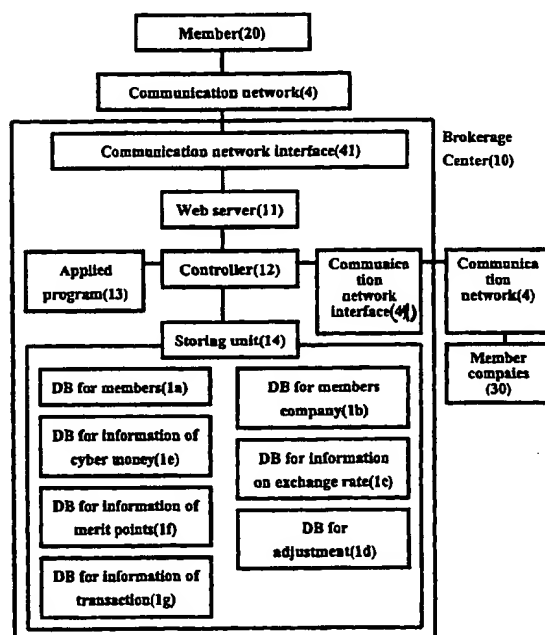 Member(20)
Communication network(4)
Communication network interface(41)
Brokerage
Center(10)
Web server(11)
Applied
program(13)
Controller(12)
Communica
tion
network
interface(41)
Communica
tion
network(4)
Storing unit(14)
Member
compaies
(30)
DB for members(1a)
DB for members
company(1b)
DB for information of
cyber money(1e)
DB for information
on exchange rate(1c)
DB for information of
merit points(1f)
DB for
adjustment(1d)
DB for information of
transaction(1g)